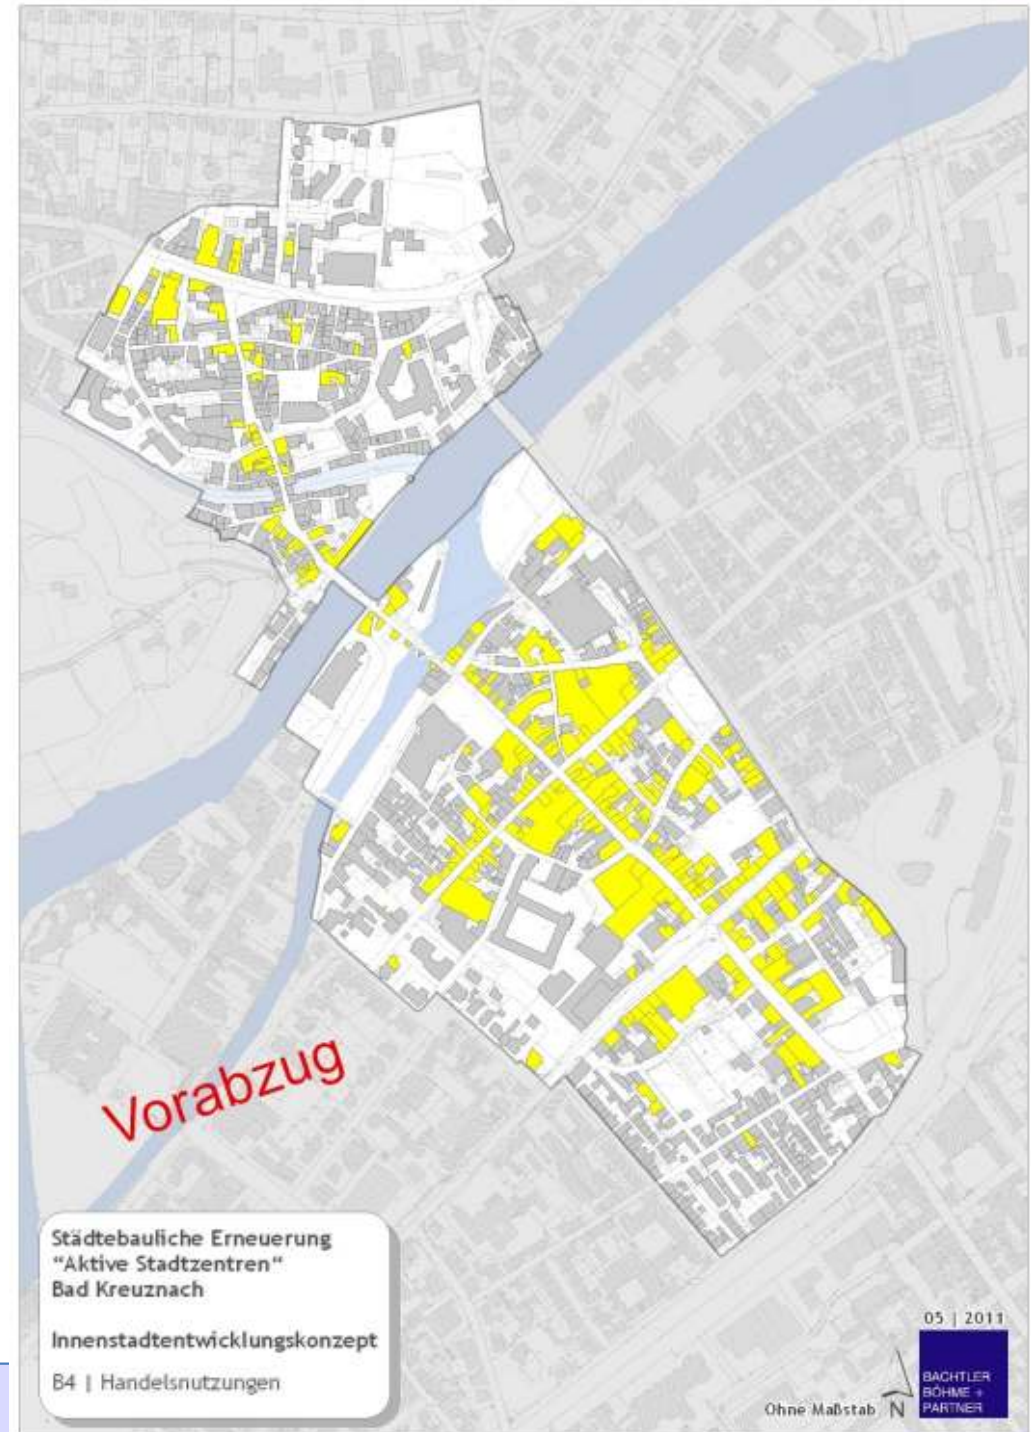 Vorabzug
Städtebauliche Erneuerung
“Aktive Stadtzentren“
Bad Kreuznach
Innenstadtentwicklungskonzept
B4 | Handelsnutzungen
05 | 2011
BACHTLER
BÖHME +
PARTNER
Ohne Maßstab N